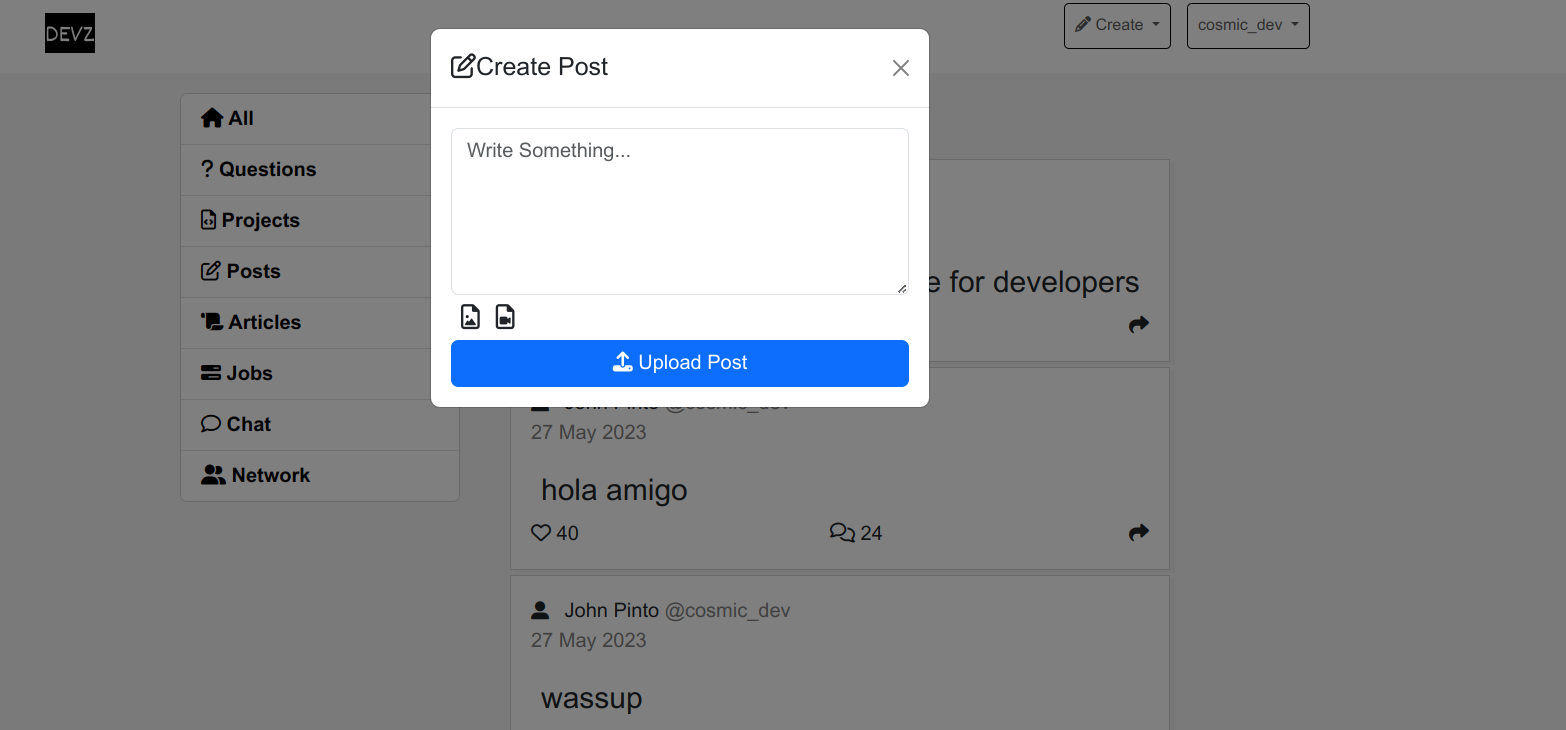 DEVZ
Create
cosmic_dev
Create Post
Write Something...
Upload Post
All
? Questions
Projects
Posts
Articles
Jobs
Chat
Network
e for developers
John Pinto @cosmic_dev
27 May 2023
hola amigo
40 24
John Pinto @cosmic_dev
27 May 2023
wassup